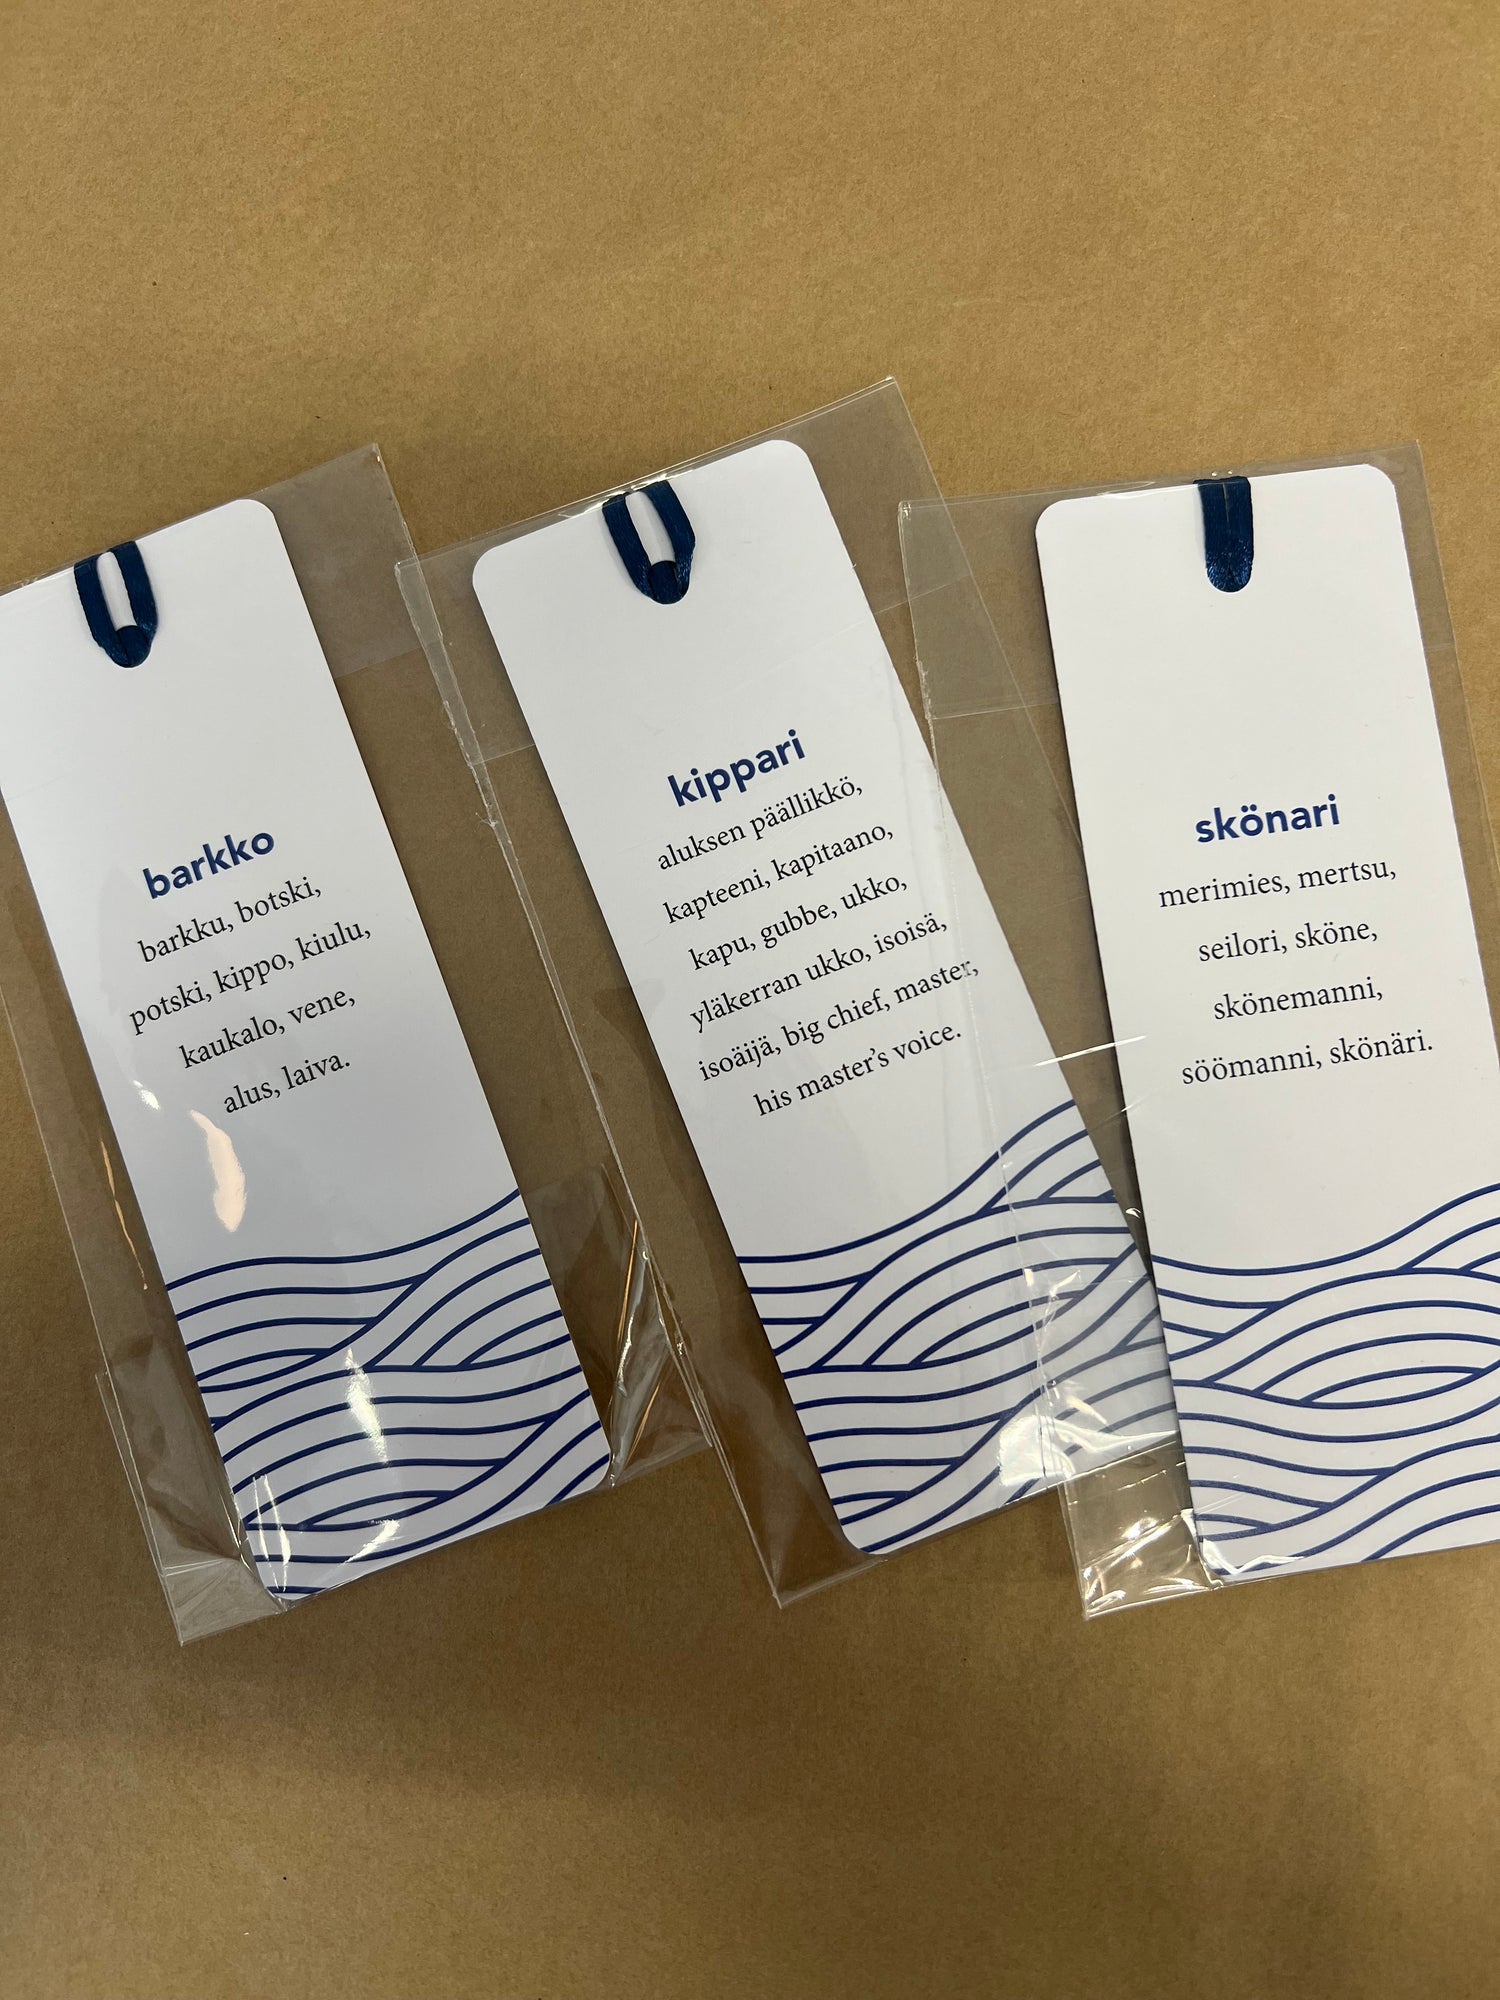 barkko
barkku, botski,
potski, kippo, kiulu,
kaukalo, vene,
alus, laiva.
kippari
aluksen päällikkö,
kapteeni, kapitaano,
kapu, gubbe, ukko,
yläkerran ukko, isoisä,
isoäijä, big chief, master,
his master's voice.
skönari
merimies, mertsu,
seilori, sköne,
skönemanni,
söömanni, skönäri.